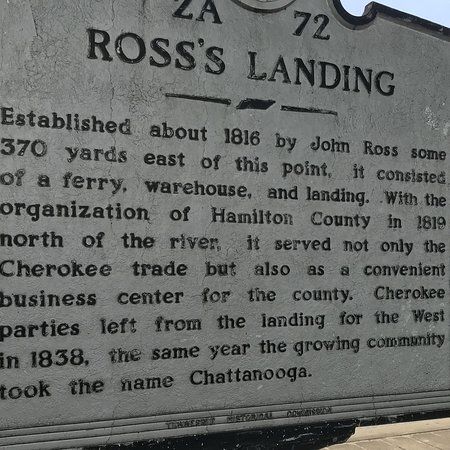 2A 72
ROSS'S LANDING
Established about 1816 by John Ross some
370 yards east of this point, it consisted
of a ferry, warehouse, and landing. With the
organization of Hamilton County in 1819
north of the river, it served not only the
Cherokee trade but also as a convenient
business center for the county. Cherokee
parties left from the landing for the West
in 1838, the same year the growing community
took the name Chattanooga.
TENNESSEE HISTORICAL COMMISSION